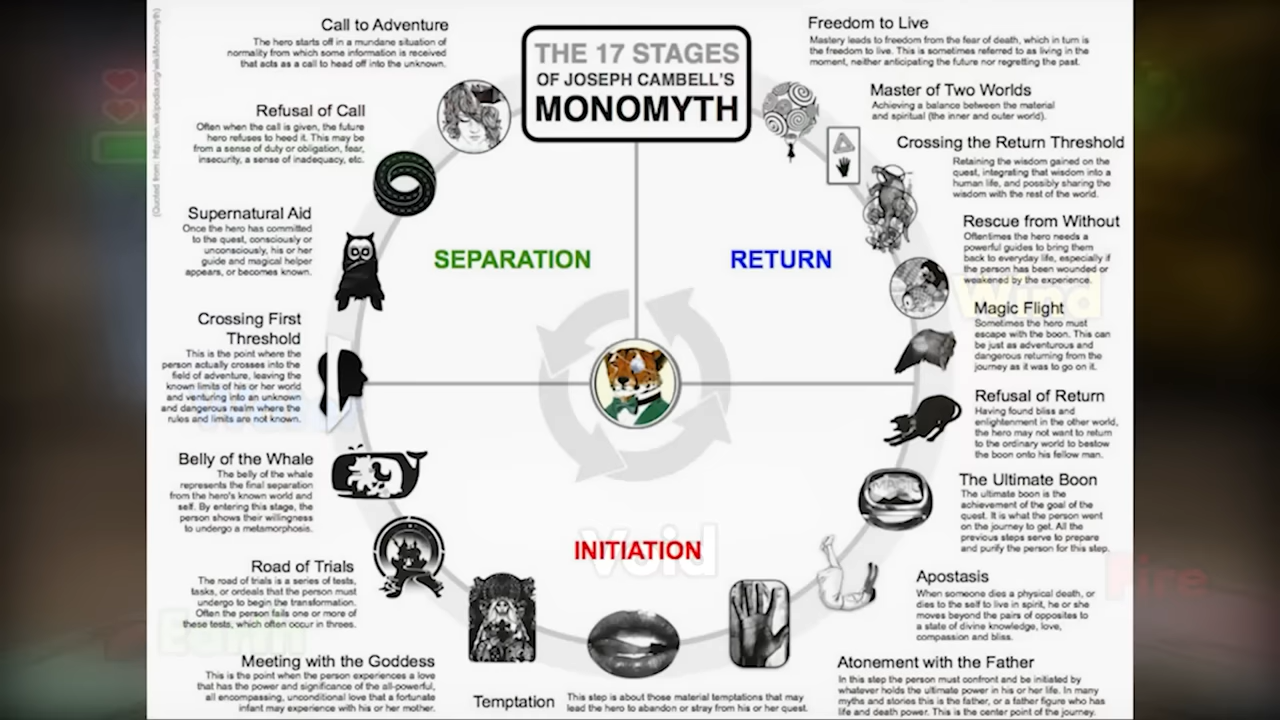 (Quoted from: http://en.wikipedia.org/wiki/Monomyth)
THE 17 STAGES
OF JOSEPH CAMBELL'S
MONOMYTH
Call to Adventure
The hero starts off in a mundane situation of
normality from which some information is received
that acts as a call to head off into the unknown.
Refusal of Call
Often when the call is given, the future
hero refuses to heed it. This may be
from a sense of duty or obligation, fear,
insecurity, a sense of inadequacy, etc.
Supernatural Aid
Once the hero has committed
to the quest, consciously or
unconsciously, his or her
guide and magical helper
appears, or becomes known.
Crossing First
Threshold
This is the point where the
person actually crosses into the
field of adventure, leaving the
known limits of his or her world
and venturing into an unknown
and dangerous realm where the
rules and limits are not known.
Belly of the Whale
The belly of the whale
represents the final separation
from the hero's known world and
self. By entering this stage, the
person shows their willingness
to undergo a metamorphosis.
Road of Trials
The road of trials is a series of tests,
tasks, or ordeals that the person must
undergo to begin the transformation.
Often the person fails one or more of
these tests, which often occur in threes.
Meeting with the Goddess
This is the point when the person experiences a love
that has the power and significance of the all-powerful,
all encompassing, unconditional love that a fortunate
infant may experience with his or her mother.
Temptation
This step is about those material temptations that may
lead the hero to abandon or stray from his or her quest.
Atonement with the Father
In this step the person must confront and be initiated by
whatever holds the ultimate power in his or her life. In many
myths and stories this is the father, or a father figure who has
life and death power. This is the center point of the journey.
Apostasis
When someone dies a physical death, or
dies to the self to live in spirit, he or she
moves beyond the pairs of opposites to
a state of divine knowledge, love,
compassion and bliss.
The Ultimate Boon
The ultimate boon is the
achievement of the goal of the
quest. It is what the person went
on the journey to get. All the
previous steps serve to prepare
and purify the person for this step.
Refusal of Return
Having found bliss and
enlightenment in the other world,
the hero may not want to return
to the ordinary world to bestow
the boon onto his fellow man.
Magic Flight
Sometimes the hero must
escape with the boon. This can
be just as adventurous and
dangerous returning from the
journey as it was to go on it.
Rescue from Without
Oftentimes the hero needs a
powerful guides to bring them
back to everyday life, especially if
the person has been wounded or
weakened by the experience.
Crossing the Return Threshold
Retaining the wisdom gained on the
quest, integrating that wisdom into a
human life, and possibly sharing the
wisdom with the rest of the world.
Master of Two Worlds
Achieving a balance between the material
and spiritual (the inner and outer world).
Freedom to Live
Mastery leads to freedom from the fear of death, which in turn is
the freedom to live. This is sometimes referred to as living in the
moment, neither anticipating the future nor regretting the past.
SEPARATION
RETURN
INITIATION
Wind
Void
Fire
Earth